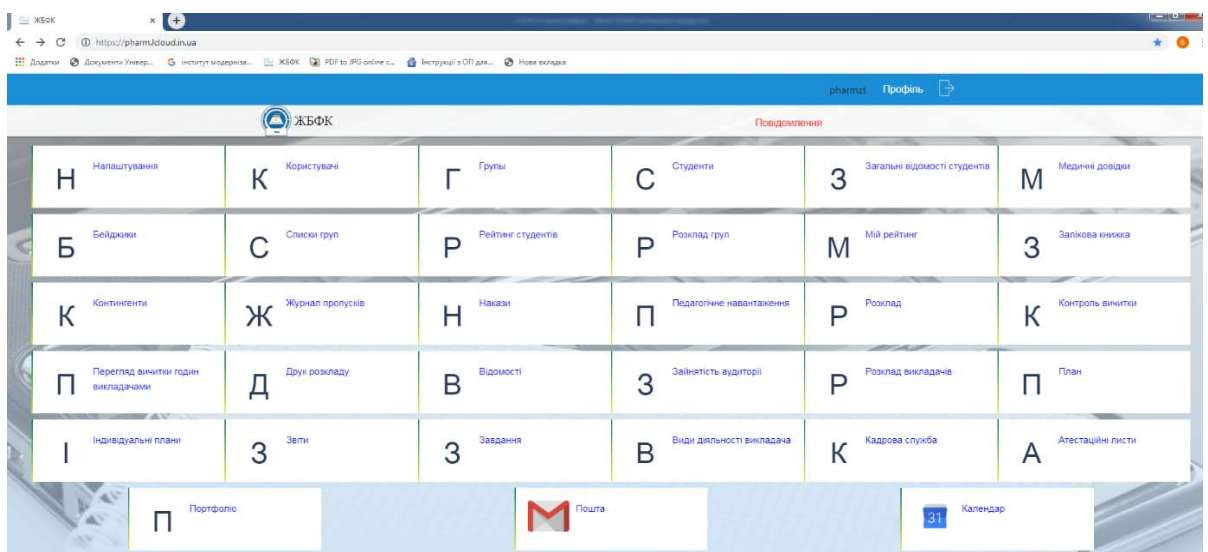 ЖБФК
https://pharm.lcloud.in.ua
Додатки Документи Універ... інститут модерніза... ЖБФК PDF to JPG online c... Інструкції з ОП для... Нова вкладка
pharmzt Профіль
ЖБФК Повідомлення
Н Налаштування К Користувачі Г Групы С Студенти З Загальні відомості студентів М Медичні довідки
Б Бейджики С Списки груп Р Рейтинг студентів Р Розклад груп М Мій рейтинг З Залікова книжка
К Контингенти Ж Журнал пропусків Н Накази П Педагогічне навантаження Р Розклад К Контроль вичитки
П Перегляд вичитки годин викладачами Д Друк розкладу В Відомості З Зайнятість аудиторії Р Розклад викладачів П План
І Індивідуальні плани З Звіти З Завдання В Види діяльності викладача К Кадрова служба А Атестаційні листи
П Портфоліо Пошта 31 Календар